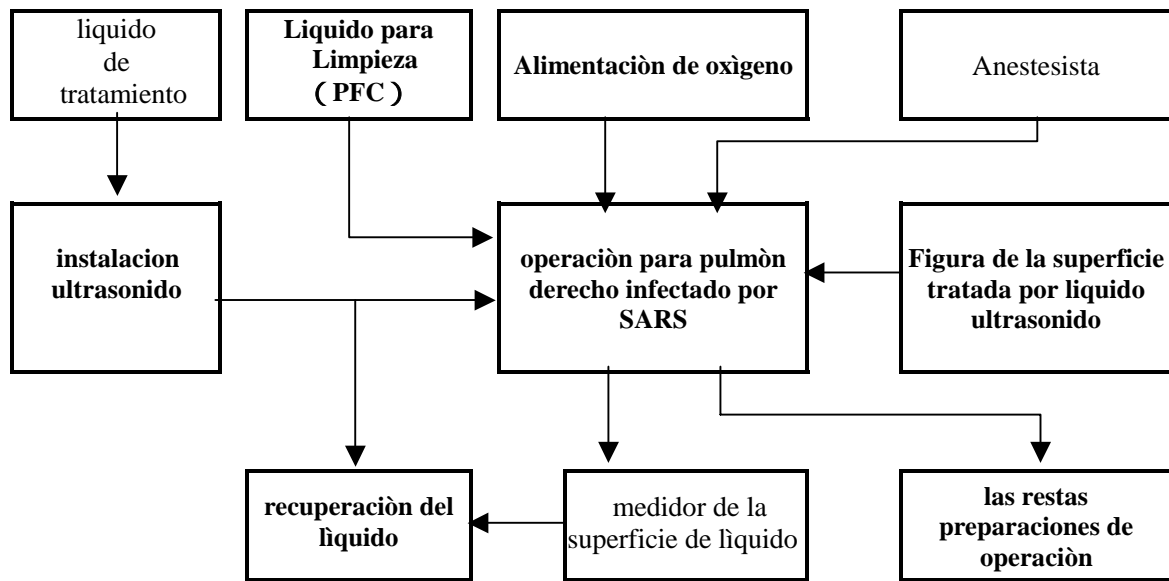 liquido
de
tratamiento
Liquido para
Limpieza
（PFC）
Alimentaciòn de oxìgeno
Anestesista
instalacion
ultrasonido
operaciòn para pulmòn
derecho infectado por
SARS
Figura de la superficie
tratada por liquido
ultrasonido
recuperaciòn del
lìquido
medidor de la
superficie de lìquido
las restas
preparaciones de
operaciòn